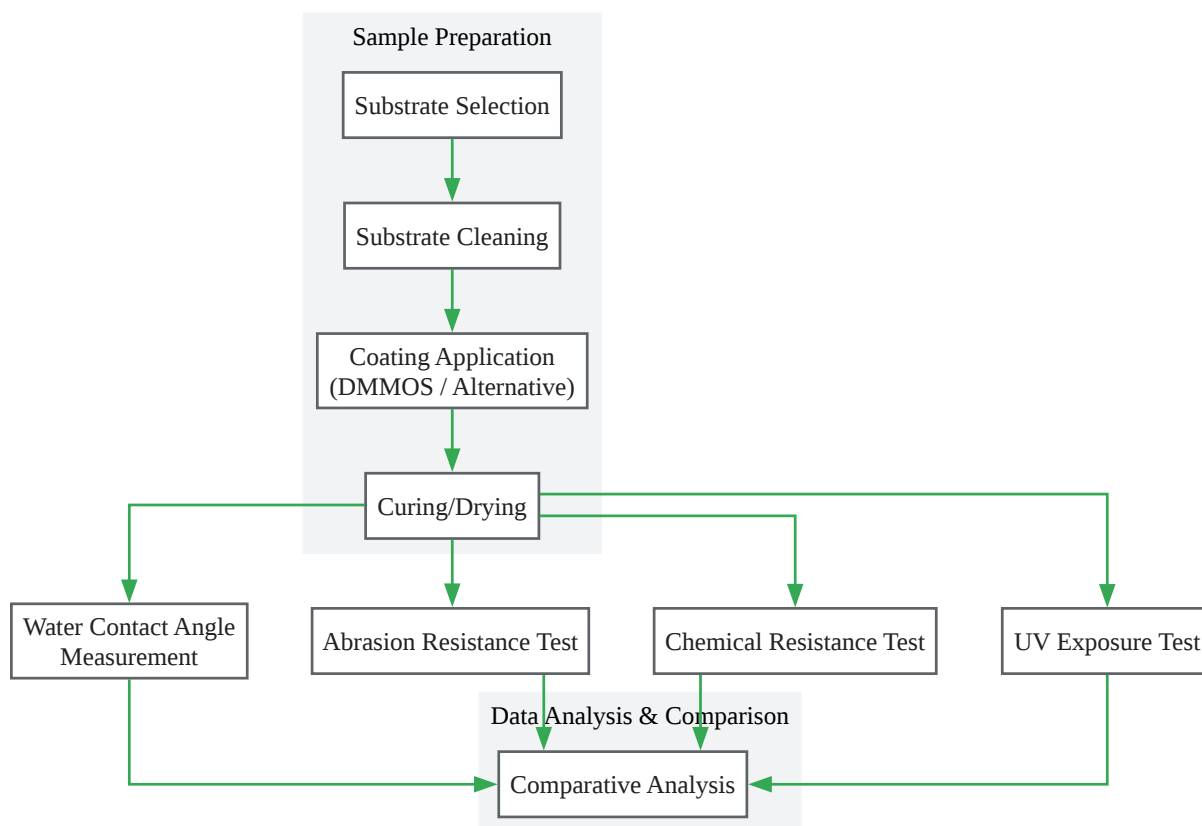 Sample Preparation
Substrate Selection
Substrate Cleaning
Coating Application
(DMMOS / Alternative)
Curing/Drying
Water Contact Angle
Measurement
Abrasion Resistance Test
Chemical Resistance Test
UV Exposure Test
Data Analysis & Comparison
Comparative Analysis